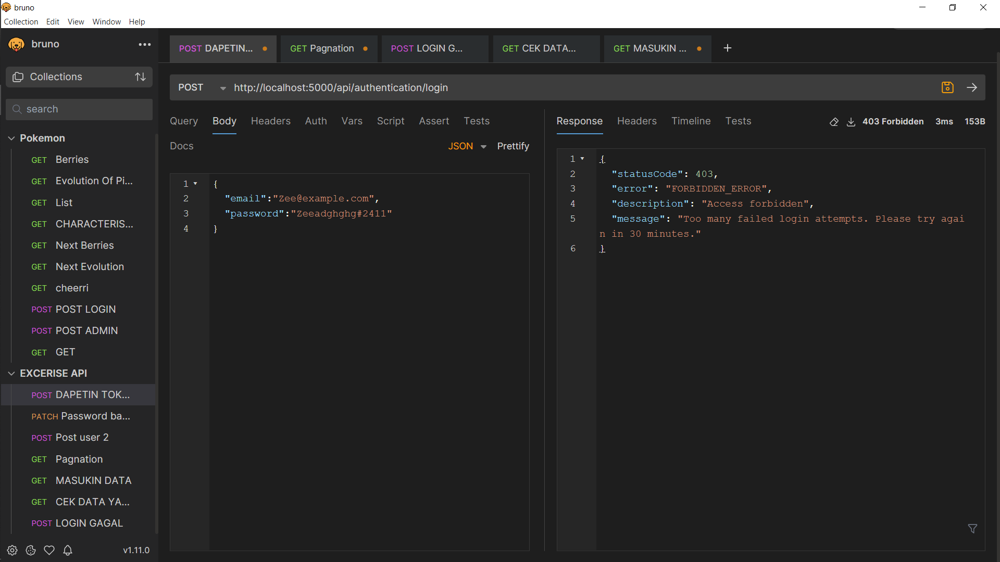 bruno
Collection Edit View Window Help
bruno
Collections
search
Pokemon
GET Berries
GET Evolution Of Pi...
GET List
GET CHARACTERIS...
GET Next Berries
GET Next Evolution
GET cheerri
POST POST LOGIN
POST POST ADMIN
GET GET
EXCERISE API
POST DAPETIN TOK...
PATCH Password ba...
POST Post user 2
GET Pagnation
GET MASUKIN DATA
GET CEK DATA YA...
POST LOGIN GAGAL
v1.11.0
POST DAPETIN... GET Pagnation POST LOGIN G... GET CEK DATA... GET MASUKIN ... +
POST http://localhost:5000/api/authentication/login
Query Body Headers Auth Vars Script Assert Tests
Docs JSON Prettify
1 {
2 "email":"Zee@example.com",
3 "password":"Zeeadghghg#2411"
4 }
Response Headers Timeline Tests 403 Forbidden 3ms 153B
1 {
2 "statusCode": 403,
3 "error": "FORBIDDEN_ERROR",
4 "description": "Access forbidden",
5 "message": "Too many failed login attempts. Please try agai
n in 30 minutes."
6 }